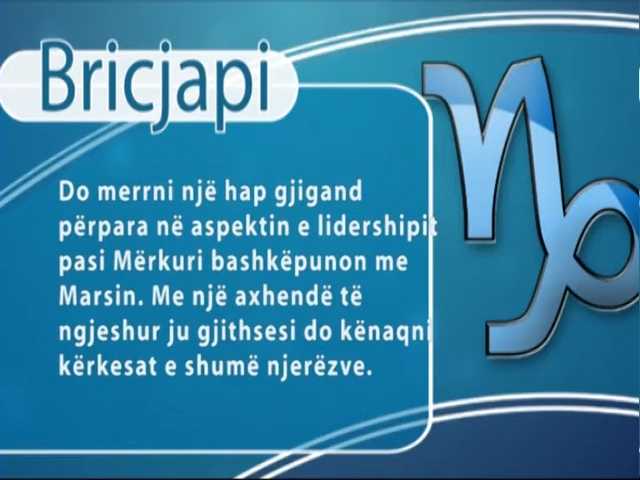 Bricjapi
Do merrni një hap gjigand
përpara në aspektin e lidershipit
pasi Mërkuri bashkëpunon me
Marsin. Me një axhendë të
ngjeshur ju gjithsesi do kënaqni
kërkesat e shumë njerëzve.